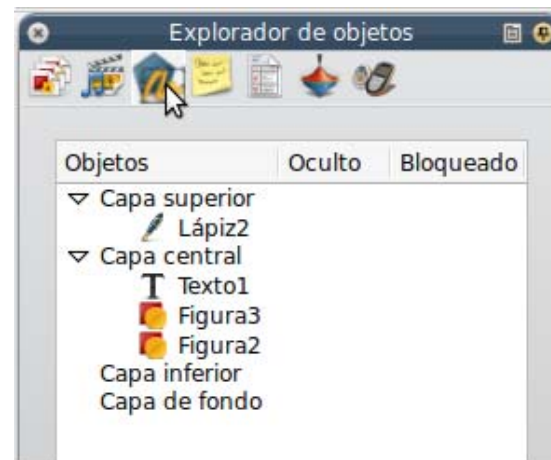 Explorador de objetos
Objetos Oculto Bloqueado
Capa superior
Lápiz2
Capa central
Texto1
Figura3
Figura2
Capa inferior
Capa de fondo